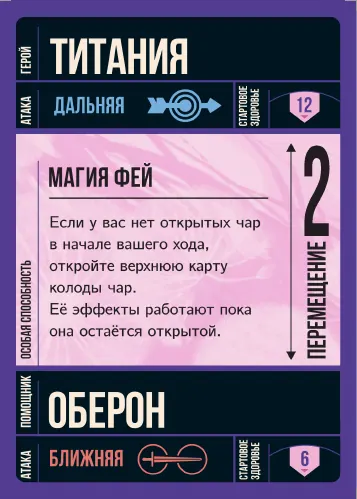 ГЕРОЙ
ТИТАНИЯ
АТАКА
ДАЛЬНЯЯ
СТАРТОВОЕ
ЗДОРОВЬЕ
12
ОСОБАЯ СПОСОБНОСТЬ
МАГИЯ ФЕЙ
Если у вас нет открытых чар
в начале вашего хода,
откройте верхнюю карту
колоды чар.
Её эффекты работают пока
она остаётся открытой.
ПЕРЕМЕЩЕНИЕ 2
ПОМОЩНИК
ОБЕРОН
АТАКА
БЛИЖНЯЯ
СТАРТОВОЕ
ЗДОРОВЬЕ
6